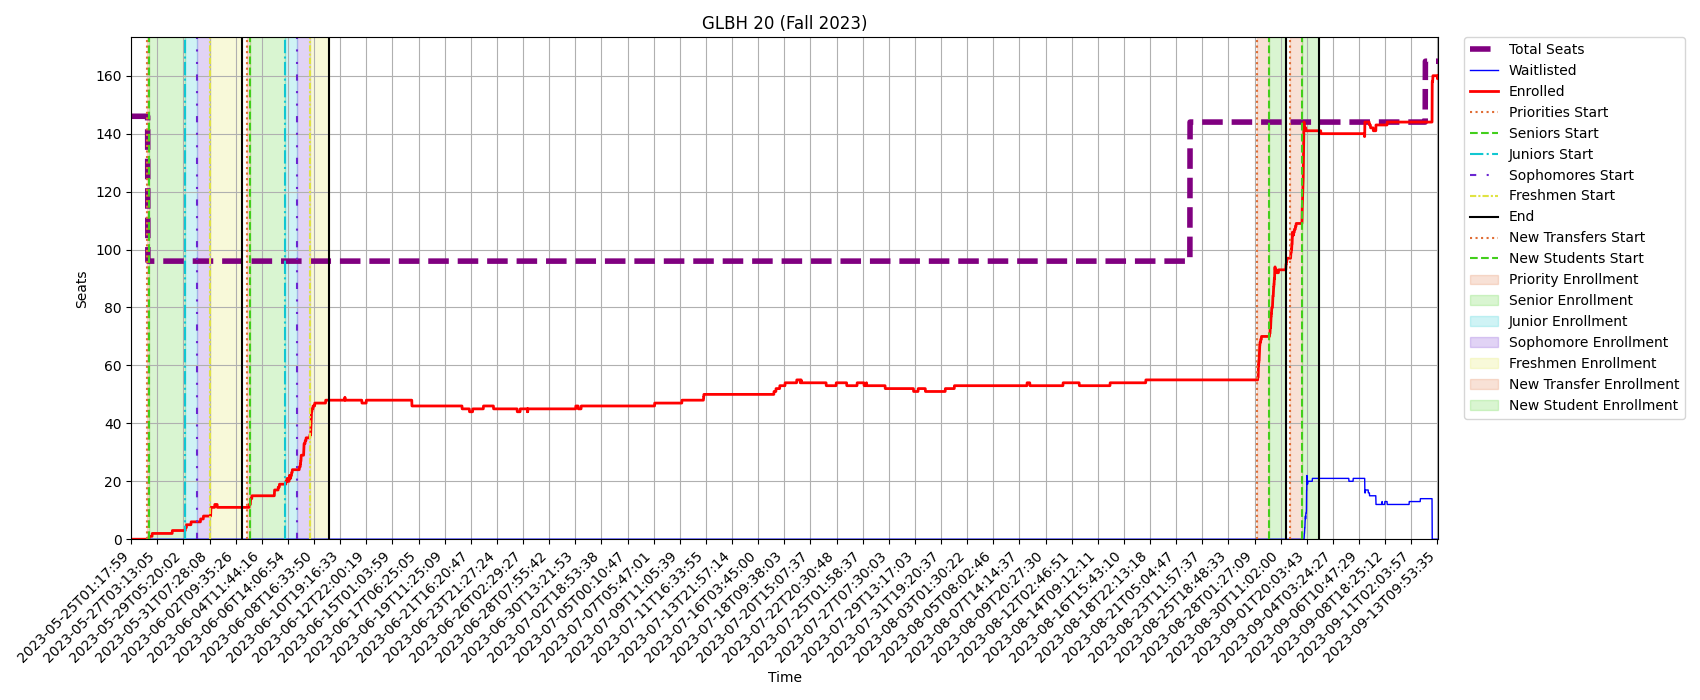 GLBH 20 (Fall 2023)
Seats
160
140
120
100
80
60
40
20
0
2023-05-25T01:17:59
2023-05-27T03:13:05
2023-05-29T05:20:02
2023-05-31T07:28:08
2023-06-02T09:35:26
2023-06-04T11:44:16
2023-06-06T14:06:54
2023-06-08T16:33:50
2023-06-10T19:16:33
2023-06-12T22:00:19
2023-06-15T01:03:59
2023-06-17T06:25:05
2023-06-19T11:25:09
2023-06-21T16:20:47
2023-06-23T21:27:24
2023-06-26T02:29:27
2023-06-28T07:55:42
2023-06-30T13:21:53
2023-07-02T18:53:38
2023-07-05T00:10:47
2023-07-07T05:47:01
2023-07-09T11:05:39
2023-07-11T16:33:55
2023-07-13T21:57:14
2023-07-16T03:45:00
2023-07-18T09:38:03
2023-07-20T15:07:37
2023-07-22T20:30:48
2023-07-25T01:58:37
2023-07-27T07:30:03
2023-07-29T13:17:03
2023-07-31T19:20:37
2023-08-03T01:30:22
2023-08-05T08:02:46
2023-08-07T14:14:37
2023-08-09T20:27:30
2023-08-12T02:46:51
2023-08-14T09:12:11
2023-08-16T15:43:10
2023-08-18T22:13:18
2023-08-21T05:04:47
2023-08-23T11:57:37
2023-08-25T18:48:33
2023-08-28T01:27:09
2023-08-30T11:02:00
2023-09-01T20:03:43
2023-09-04T03:24:27
2023-09-06T10:47:29
2023-09-08T18:25:12
2023-09-11T02:03:57
2023-09-13T09:53:35
Time
Total Seats
Waitlisted
Enrolled
Priorities Start
Seniors Start
Juniors Start
Sophomores Start
Freshmen Start
End
New Transfers Start
New Students Start
Priority Enrollment
Senior Enrollment
Junior Enrollment
Sophomore Enrollment
Freshmen Enrollment
New Transfer Enrollment
New Student Enrollment